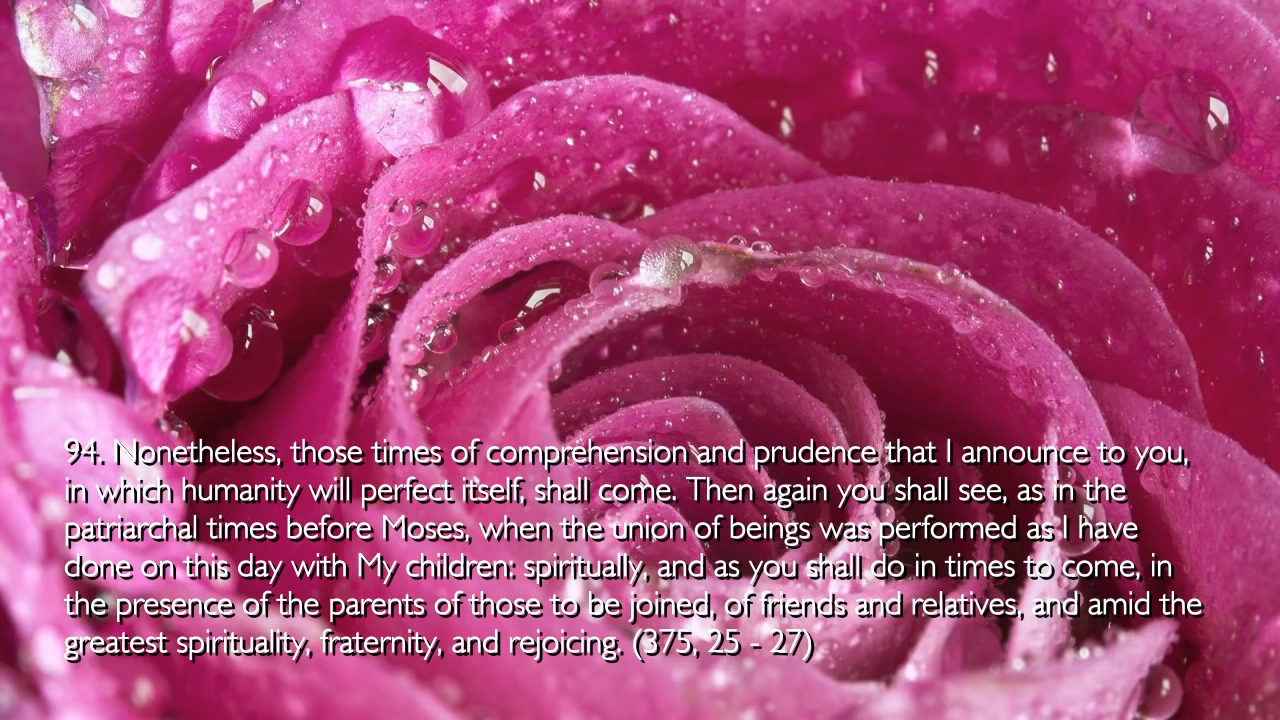 94. Nonetheless, those times of comprehension and prudence that I announce to you,
in which humanity will perfect itself, shall come. Then again you shall see, as in the
patriarchal times before Moses, when the union of beings was performed as I have
done on this day with My children: spiritually, and as you shall do in times to come, in
the presence of the parents of those to be joined, of friends and relatives, and amid the
greatest spirituality, fraternity, and rejoicing. (375, 25 - 27)